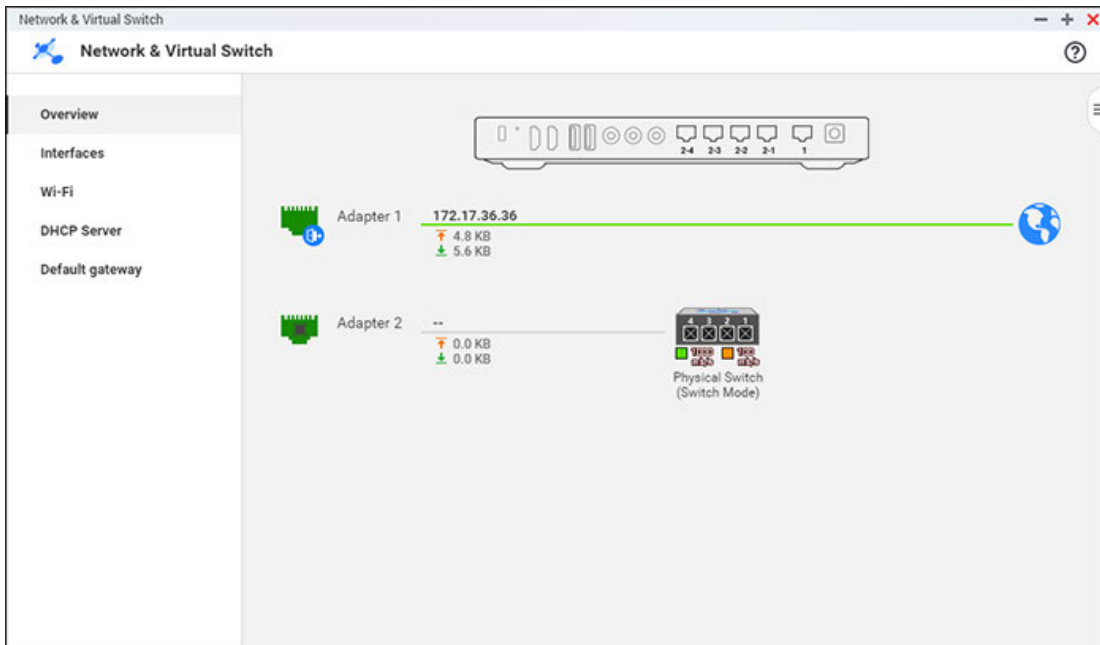 Network & Virtual Switch
Network & Virtual Switch
Overview
Interfaces
Wi-Fi
DHCP Server
Default gateway
2-4 2-3 2-2 2-1 1
Adapter 1 172.17.36.36
4.8 KB
5.6 KB
Adapter 2 --
0.0 KB
0.0 KB
4 3 2 1
1000 100
Physical Switch
(Switch Mode)